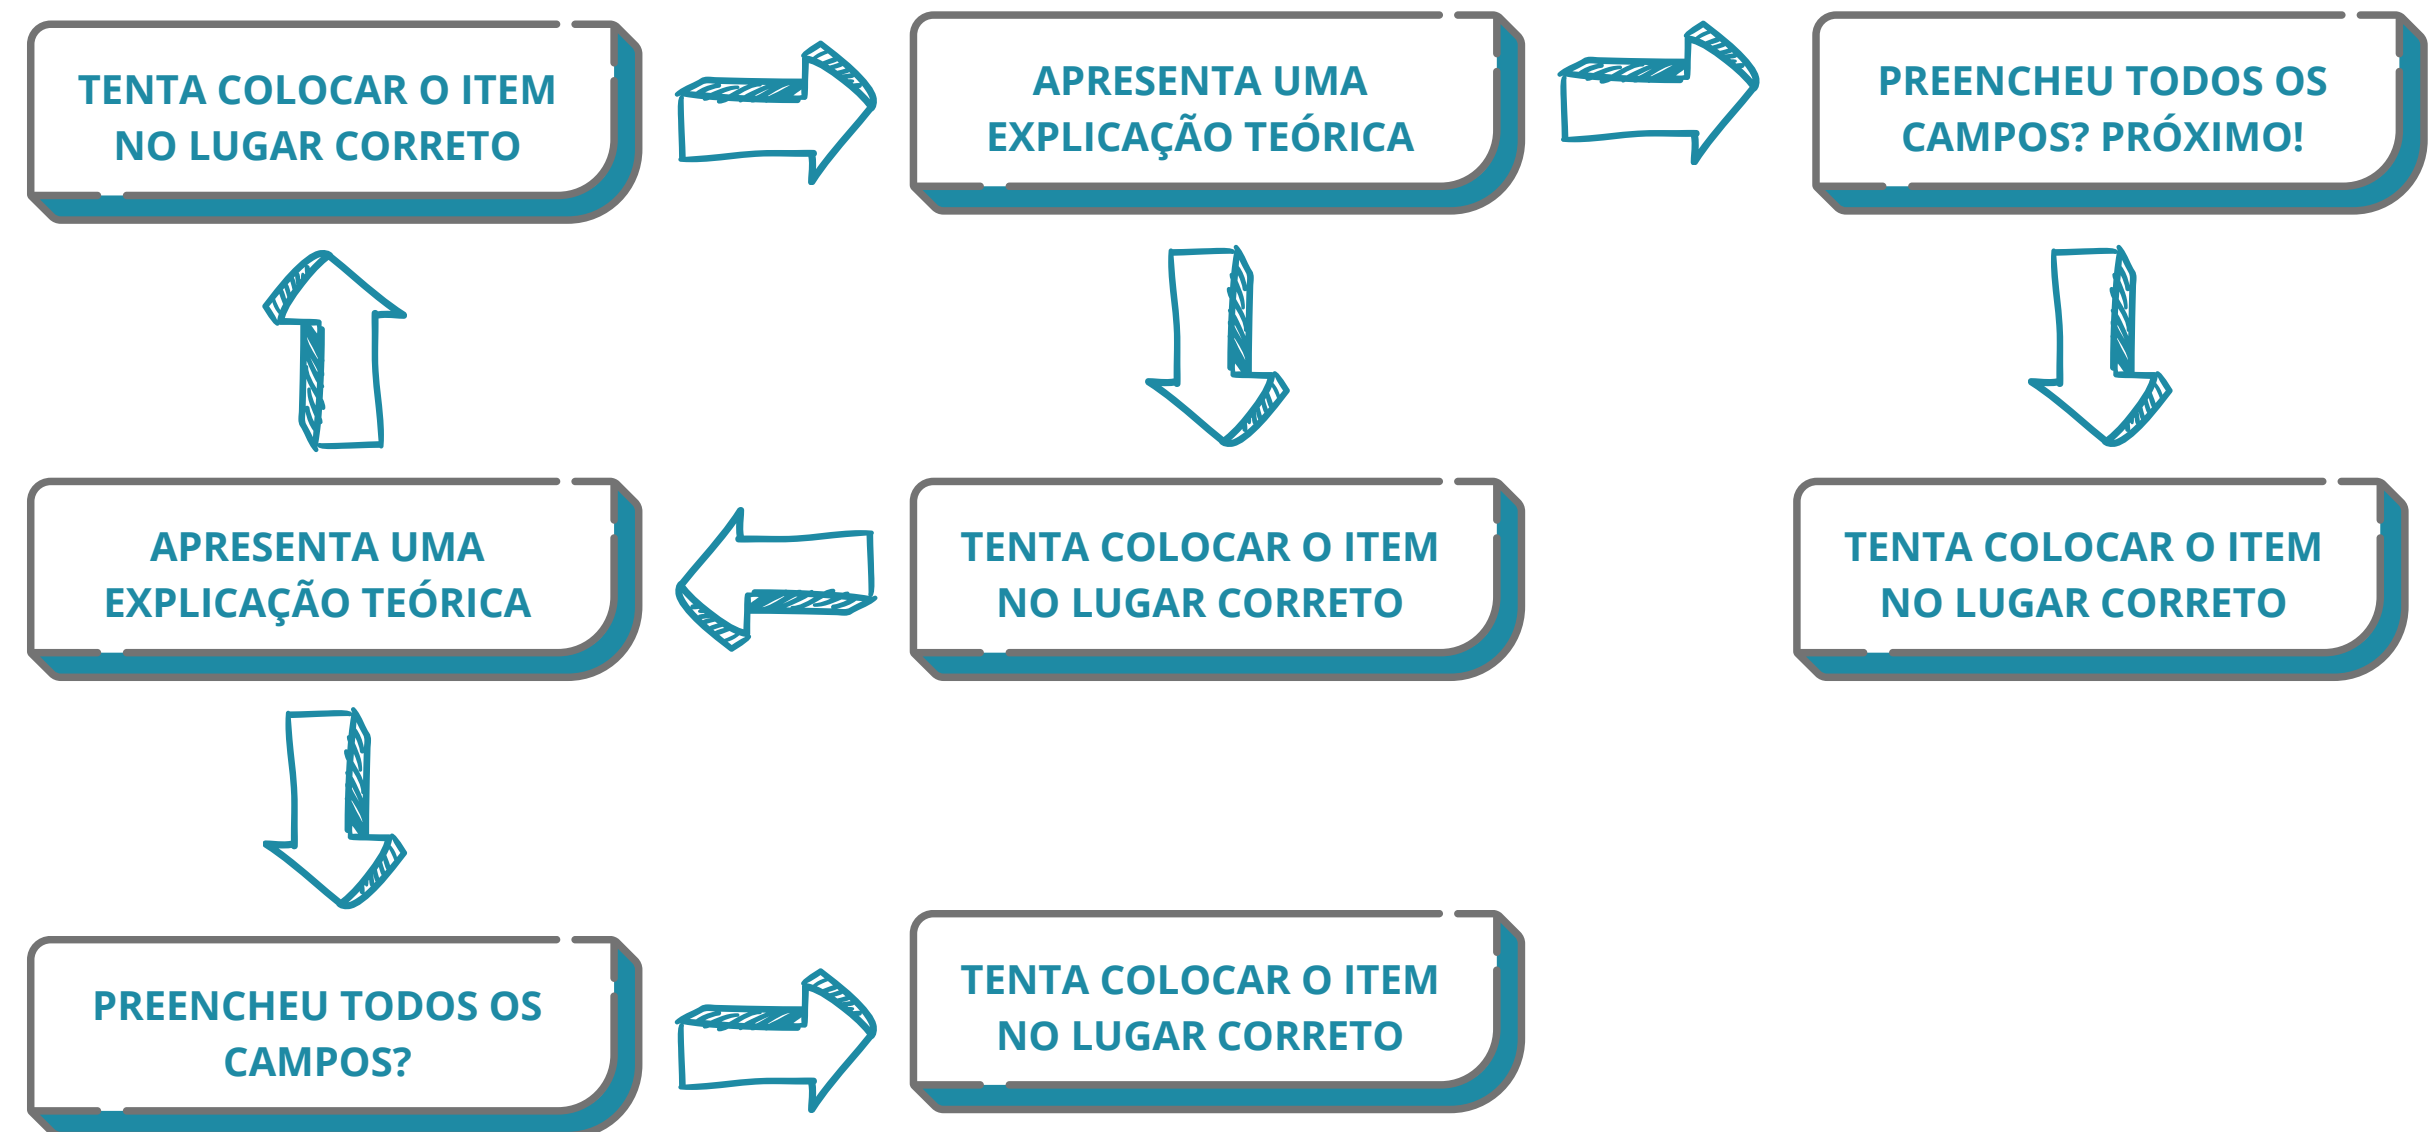 TENTA COLOCAR O ITEM
NO LUGAR CORRETO
APRESENTA UMA
EXPLICAÇÃO TEÓRICA
PREENCHEU TODOS OS
CAMPOS? PRÓXIMO!
APRESENTA UMA
EXPLICAÇÃO TEÓRICA
TENTA COLOCAR O ITEM
NO LUGAR CORRETO
TENTA COLOCAR O ITEM
NO LUGAR CORRETO
PREENCHEU TODOS OS
CAMPOS?
TENTA COLOCAR O ITEM
NO LUGAR CORRETO